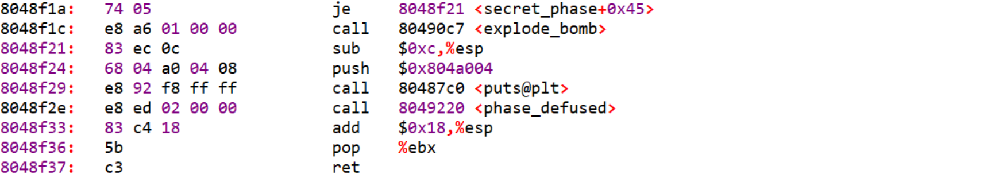 8048f1a: 74 05 je 8048f21 <secret_phase+0x45>
8048f1c: e8 a6 01 00 00 call 80490c7 <explode_bomb>
8048f21: 83 ec 0c sub $0xc,%esp
8048f24: 68 04 a0 04 08 push $0x804a004
8048f29: e8 92 f8 ff ff call 80487c0 <puts@plt>
8048f2e: e8 ed 02 00 00 call 8049220 <phase_defused>
8048f33: 83 c4 18 add $0x18,%esp
8048f36: 5b pop %ebx
8048f37: c3 ret